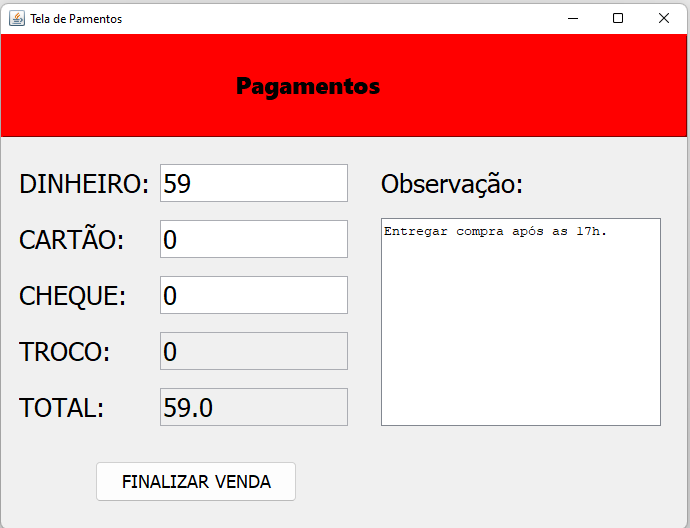 Tela de Pamentos
Pagamentos
DINHEIRO: 59
CARTÃO: 0
CHEQUE: 0
TROCO: 0
TOTAL: 59.0
Observação:
Entregar compra após as 17h.
FINALIZAR VENDA